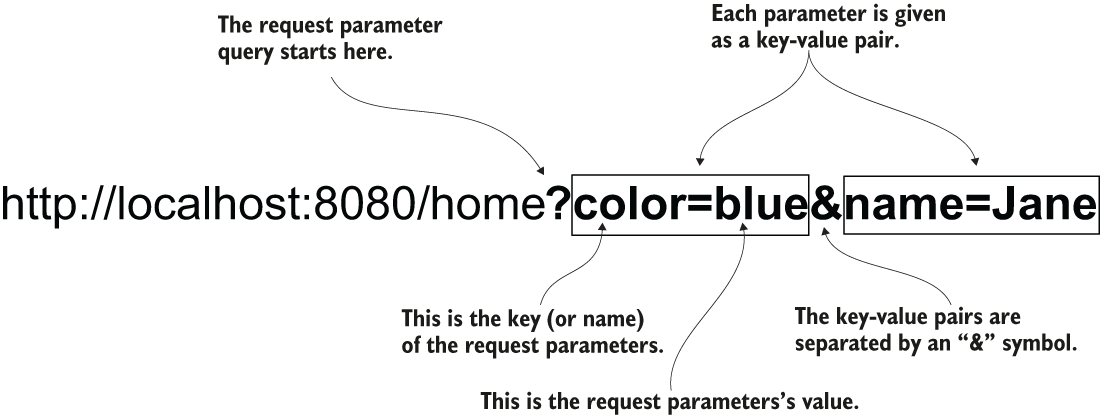 The request parameter
query starts here.
Each parameter is given
as a key-value pair.
http://localhost:8080/home?color=blue&name=Jane
This is the key (or name)
of the request parameters.
The key-value pairs are
separated by an “&” symbol.
This is the request parameters's value.